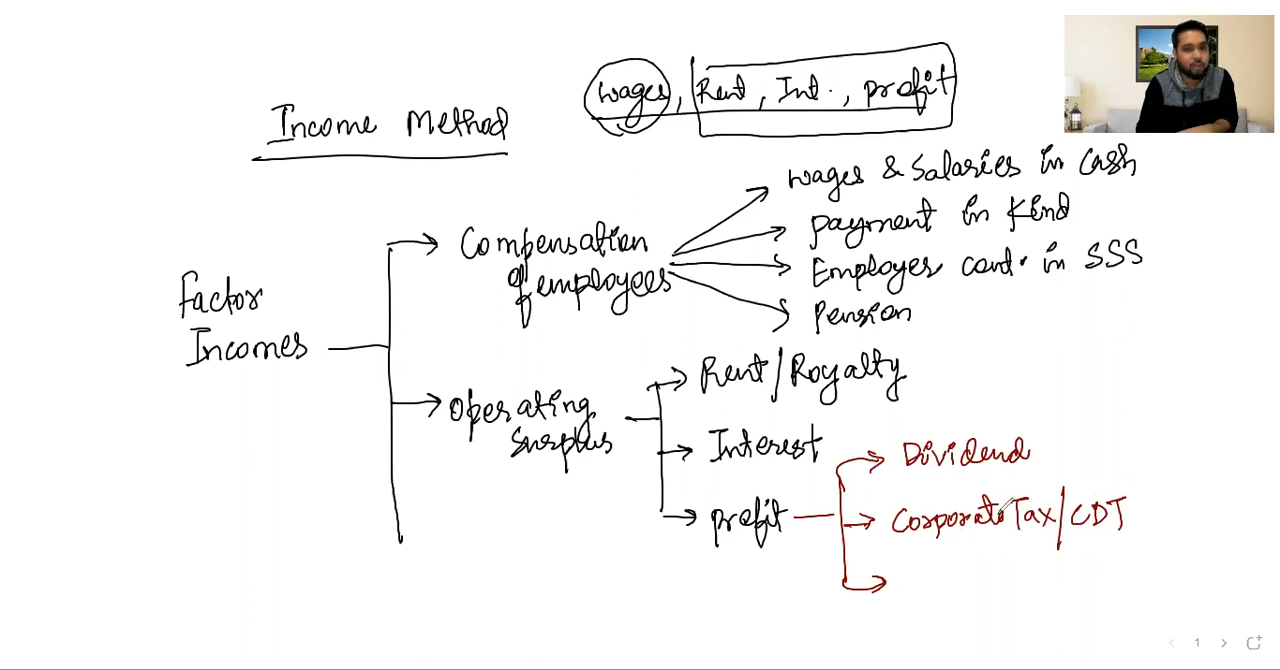 wages, Rent, Int., profit
Income Method
wages & Salaries in Cash
Compensation
of employees
payment in Kind
Employer cont. in SSS
Pension
Factor
Incomes
Rent/Royalty
Operating
Surplus
Interest
Dividend
profit
Corporate Tax/CDT
1